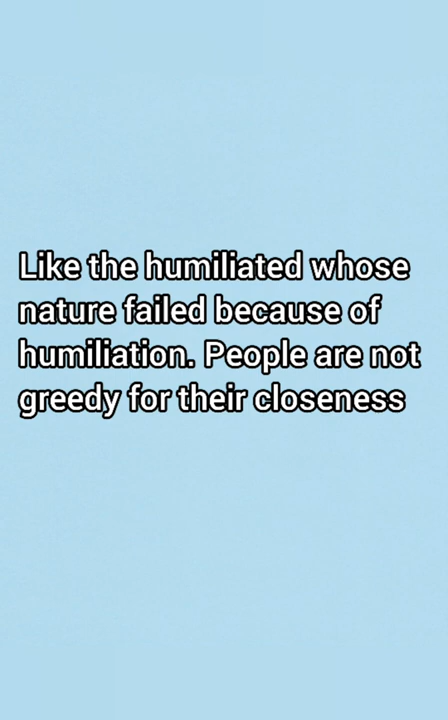 Like the humiliated whose
nature failed because of
humiliation. People are not
greedy for their closeness